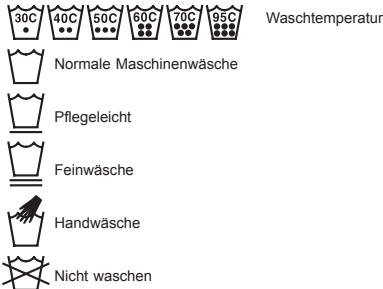 30C 40C 50C 60C 70C 95C Waschtemperatur
Normale Maschinenwäsche
Pflegeleicht
Feinwäsche
Handwäsche
Nicht waschen